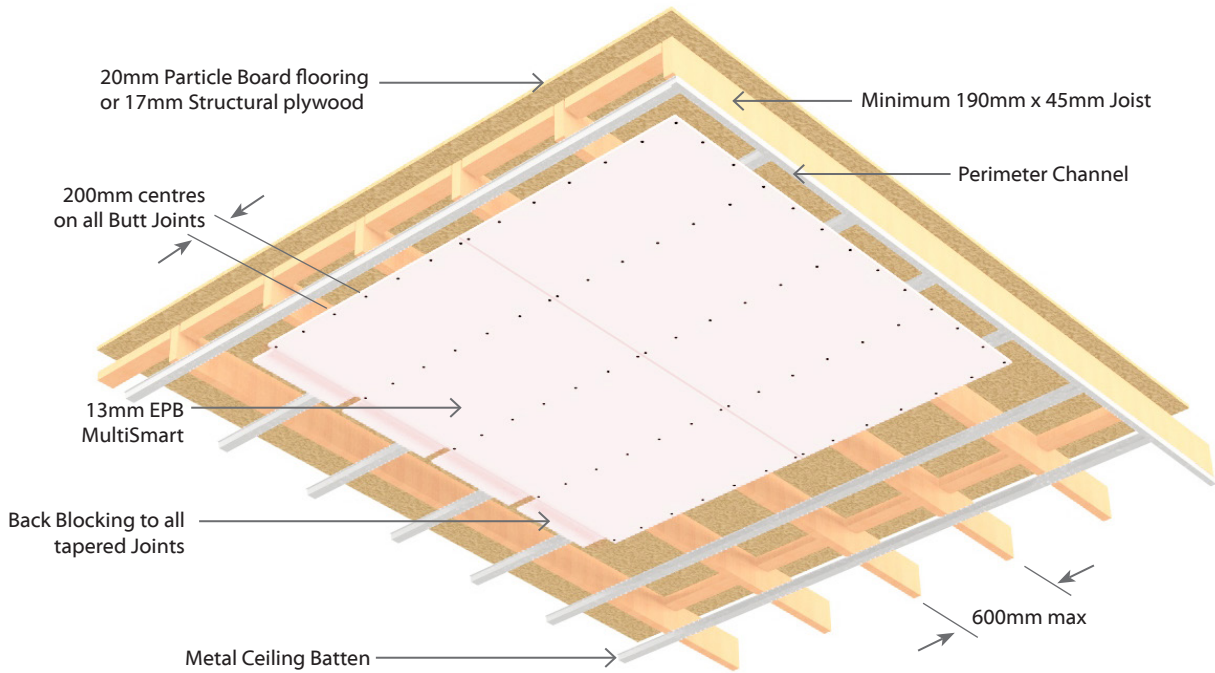 20mm Particle Board flooring
or 17mm Structural plywood
Minimum 190mm x 45mm Joist
Perimeter Channel
200mm centres
on all Butt Joints
13mm EPB
MultiSmart
Back Blocking to all
tapered Joints
600mm max
Metal Ceiling Batten